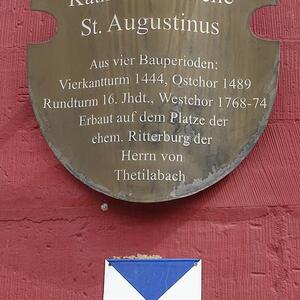 St. Augustinus
Aus vier Bauperioden:
Vierkantturm 1444, Ostchor 1489
Rundturm 16. Jhdt., Westchor 1768-74
Erbaut auf dem Platze der
ehem. Ritterburg der
Herrn von
Thetilabach